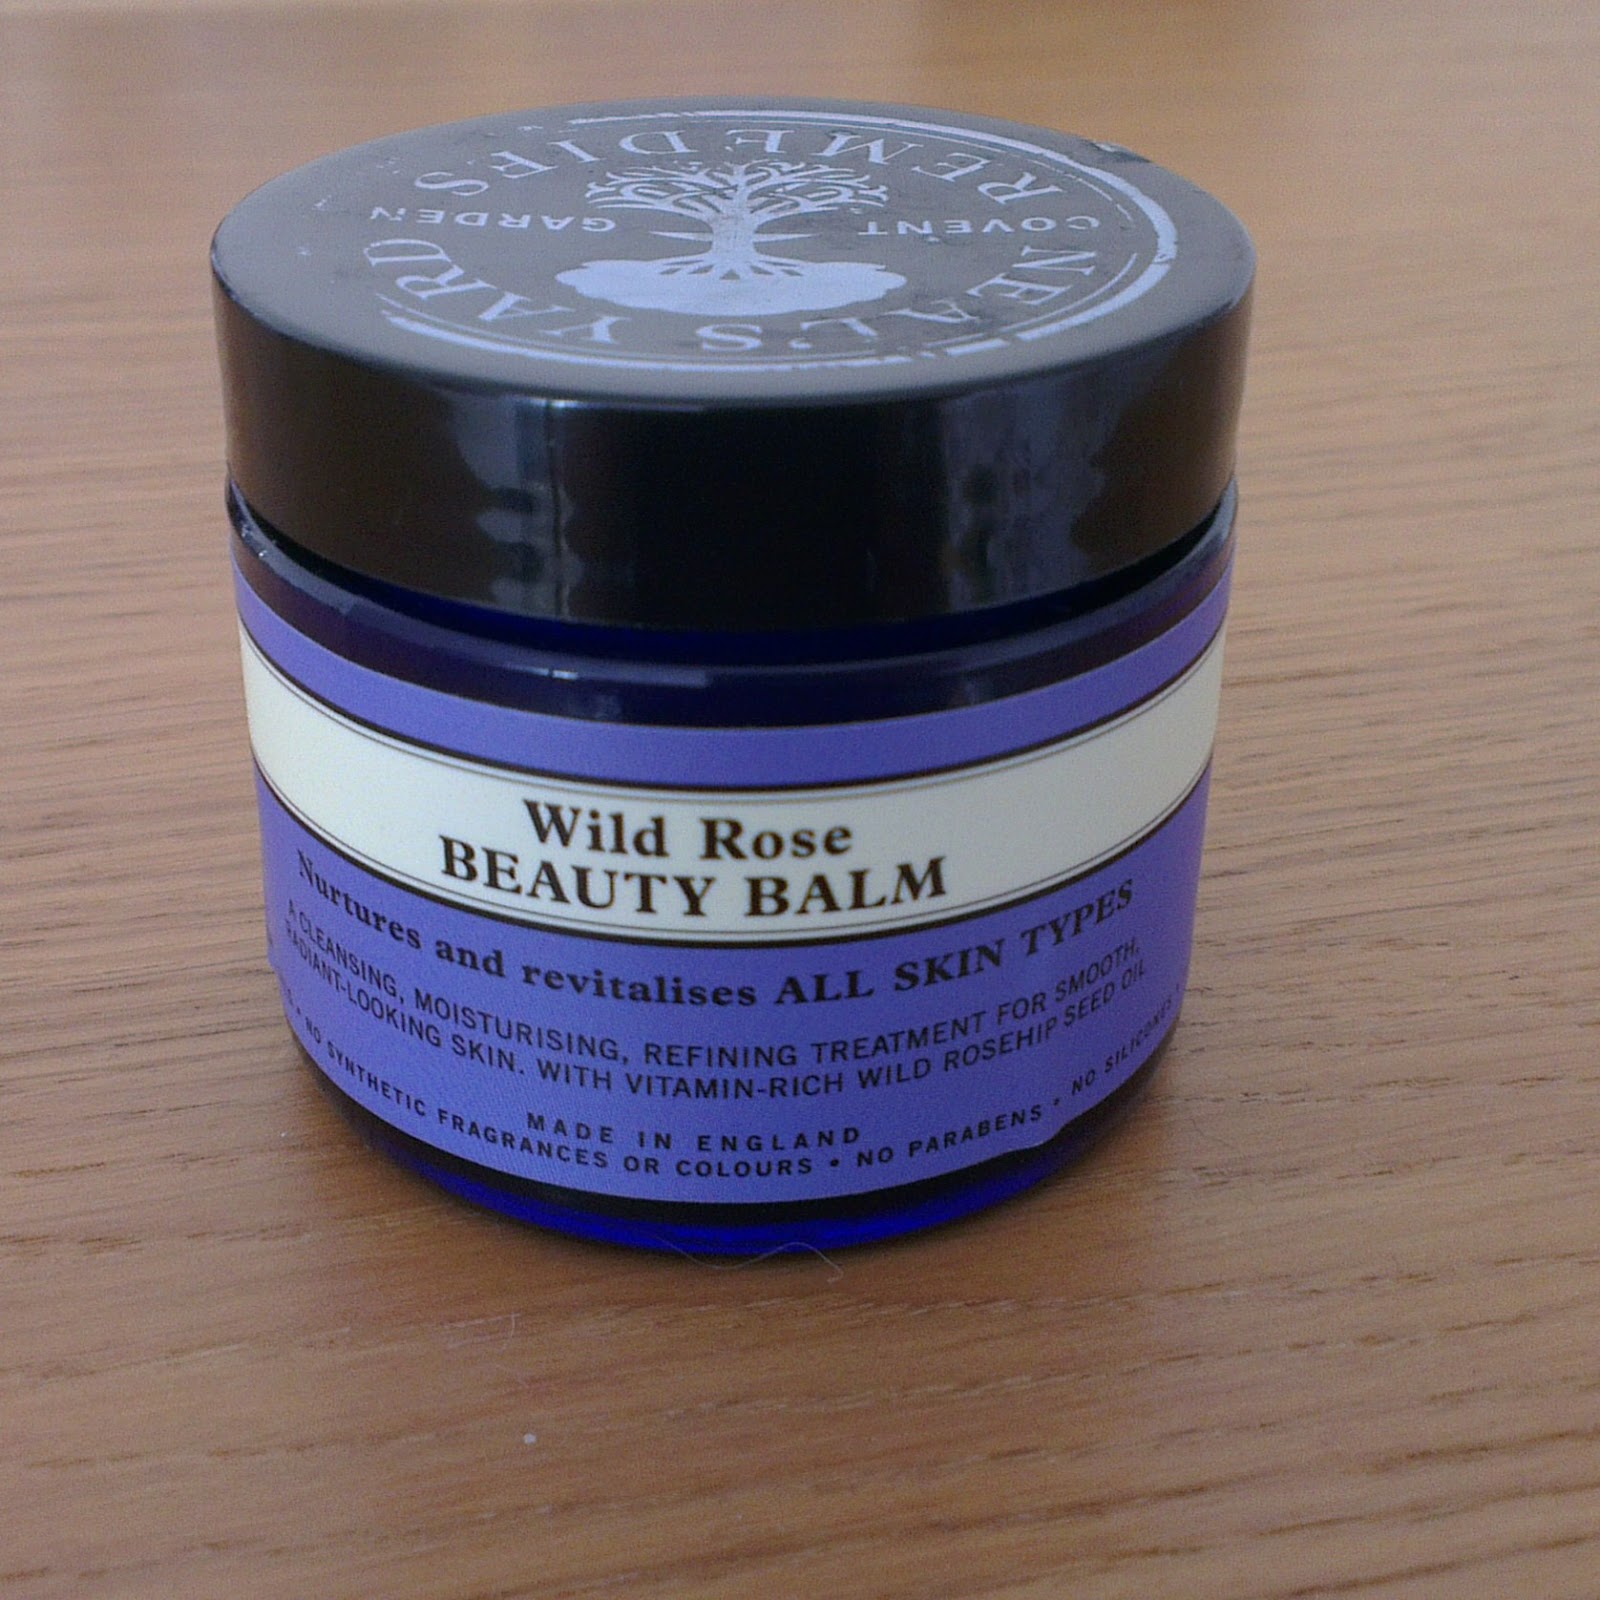 NEAL'S YARD
REMEDIES
COVENT GARDEN
Wild Rose
BEAUTY BALM
Nurtures and revitalises ALL SKIN TYPES
A CLEANSING, MOISTURISING, REFINING TREATMENT FOR SMOOTH,
RADIANT-LOOKING SKIN. WITH VITAMIN-RICH WILD ROSEHIP SEED OIL
MADE IN ENGLAND
• NO SYNTHETIC FRAGRANCES OR COLOURS • NO PARABENS • NO SILICONES